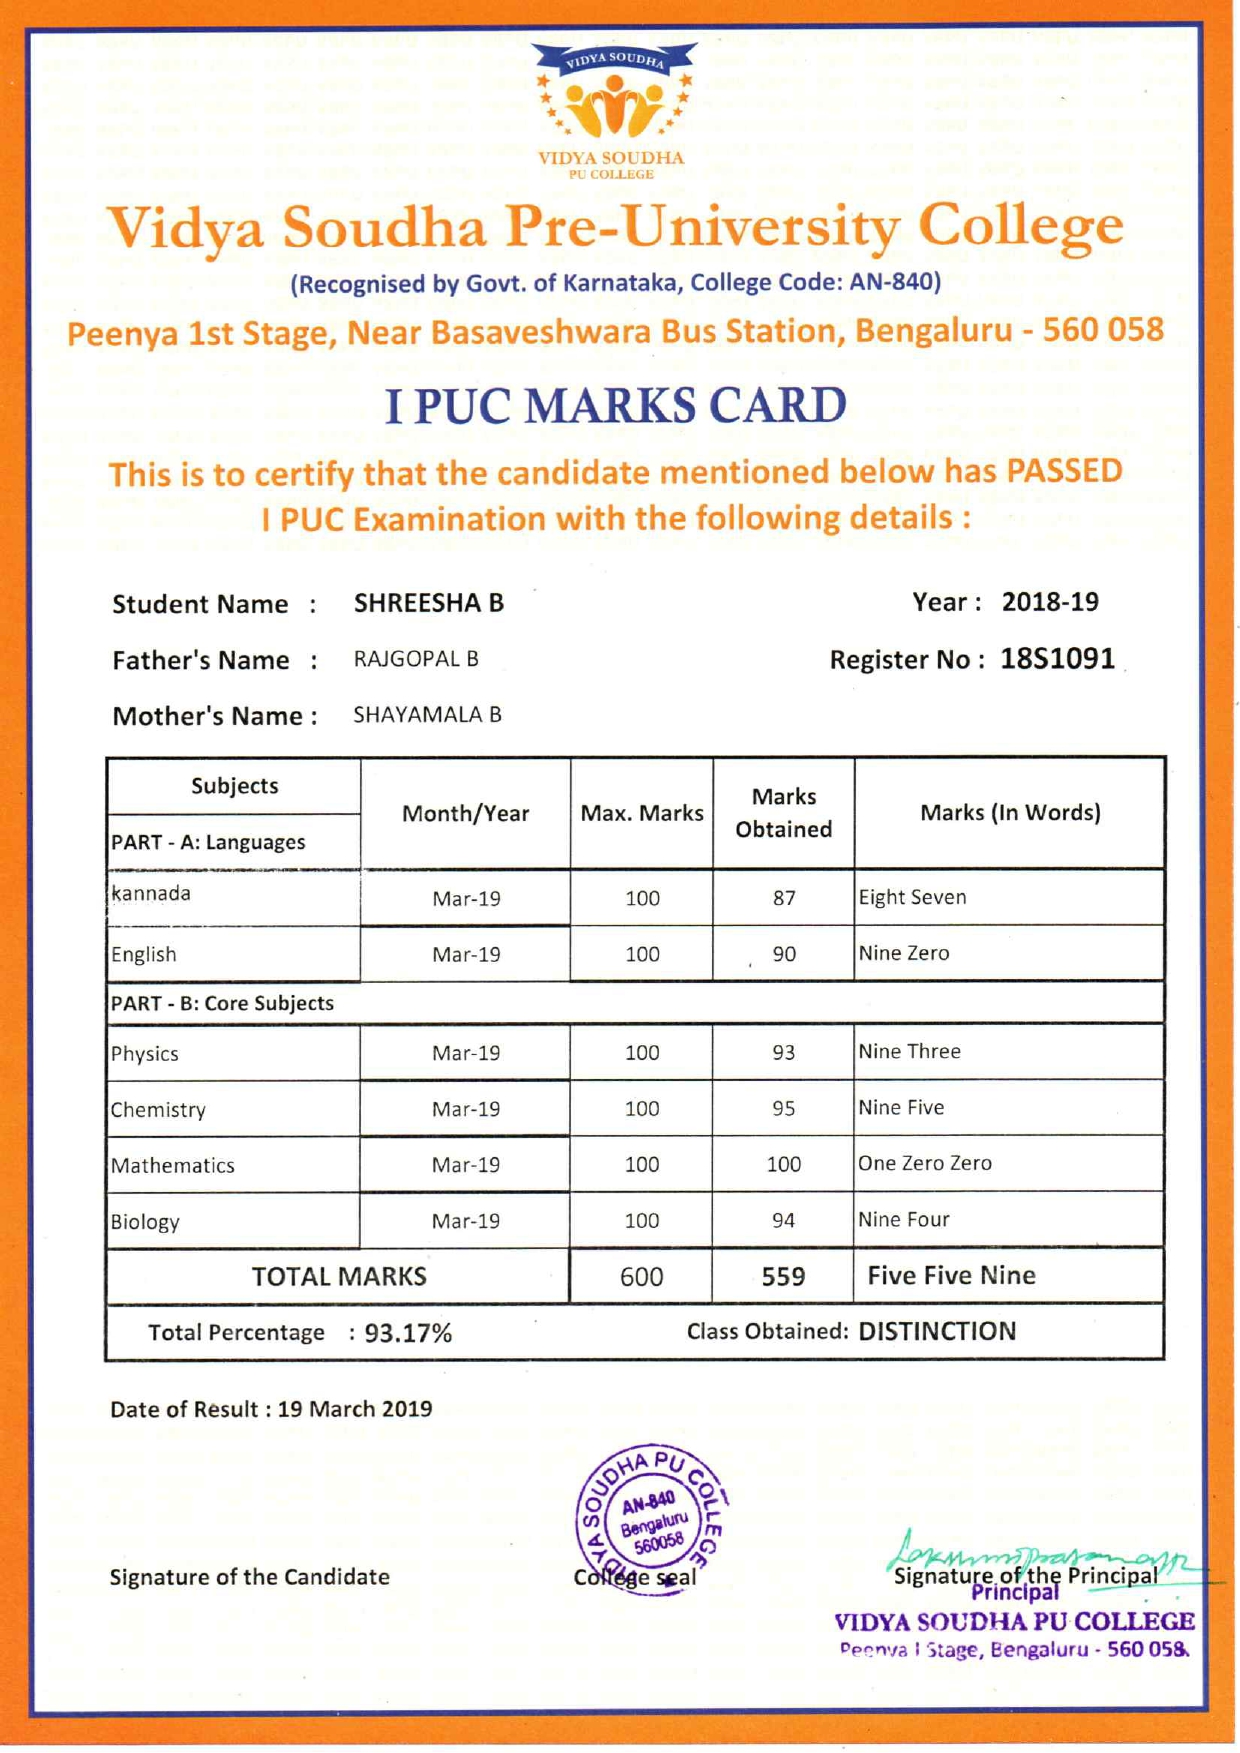 VIDYA SOUDHA
VIDYA SOUDHA
PU COLLEGE
Vidya Soudha Pre-University College
(Recognised by Govt. of Karnataka, College Code: AN-840)
Peenya 1st Stage, Near Basaveshwara Bus Station, Bengaluru - 560 058
I PUC MARKS CARD
This is to certify that the candidate mentioned below has PASSED
I PUC Examination with the following details :
Student Name : SHREESHA B Year : 2018-19
Father's Name : RAJGOPAL B Register No : 18S1091
Mother's Name : SHAYAMALA B
Subjects Month/Year Max. Marks Marks Obtained Marks (In Words)
PART - A: Languages
kannada Mar-19 100 87 Eight Seven
English Mar-19 100 90 Nine Zero
PART - B: Core Subjects
Physics Mar-19 100 93 Nine Three
Chemistry Mar-19 100 95 Nine Five
Mathematics Mar-19 100 100 One Zero Zero
Biology Mar-19 100 94 Nine Four
TOTAL MARKS 600 559 Five Five Nine
Total Percentage : 93.17% Class Obtained: DISTINCTION
Date of Result : 19 March 2019
VIDYA SOUDHA PU COLLEGE
AN-840
Bengaluru
560058
Signature of the Candidate College seal Signature of the Principal
Principal
VIDYA SOUDHA PU COLLEGE
Peenya I Stage, Bengaluru - 560 058.